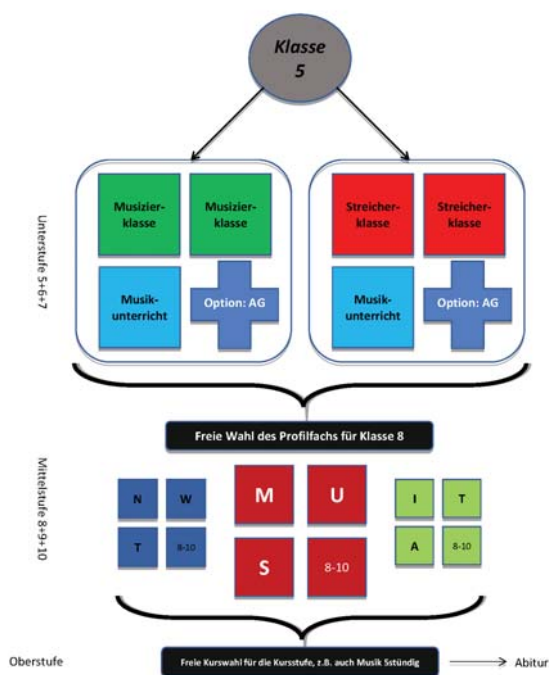 Klasse
5
Unterstufe 5+6+7
Musizier-
klasse
Musizier-
klasse
Musik-
unterricht
Option: AG
Streicher-
klasse
Streicher-
klasse
Musik-
unterricht
Option: AG
Freie Wahl des Profilfachs für Klasse 8
Mittelstufe 8+9+10
N W
T 8-10
M U
S 8-10
I T
A 8-10
Oberstufe
Freie Kurswahl für die Kursstufe, z.B. auch Musik 5stündig
Abitur